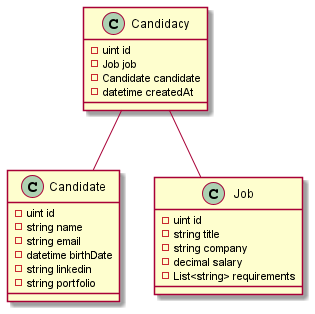 C Candidacy
uint id
Job job
Candidate candidate
datetime createdAt
C Candidate
uint id
string name
string email
datetime birthDate
string linkedin
string portfolio
C Job
uint id
string title
string company
decimal salary
List<string> requirements